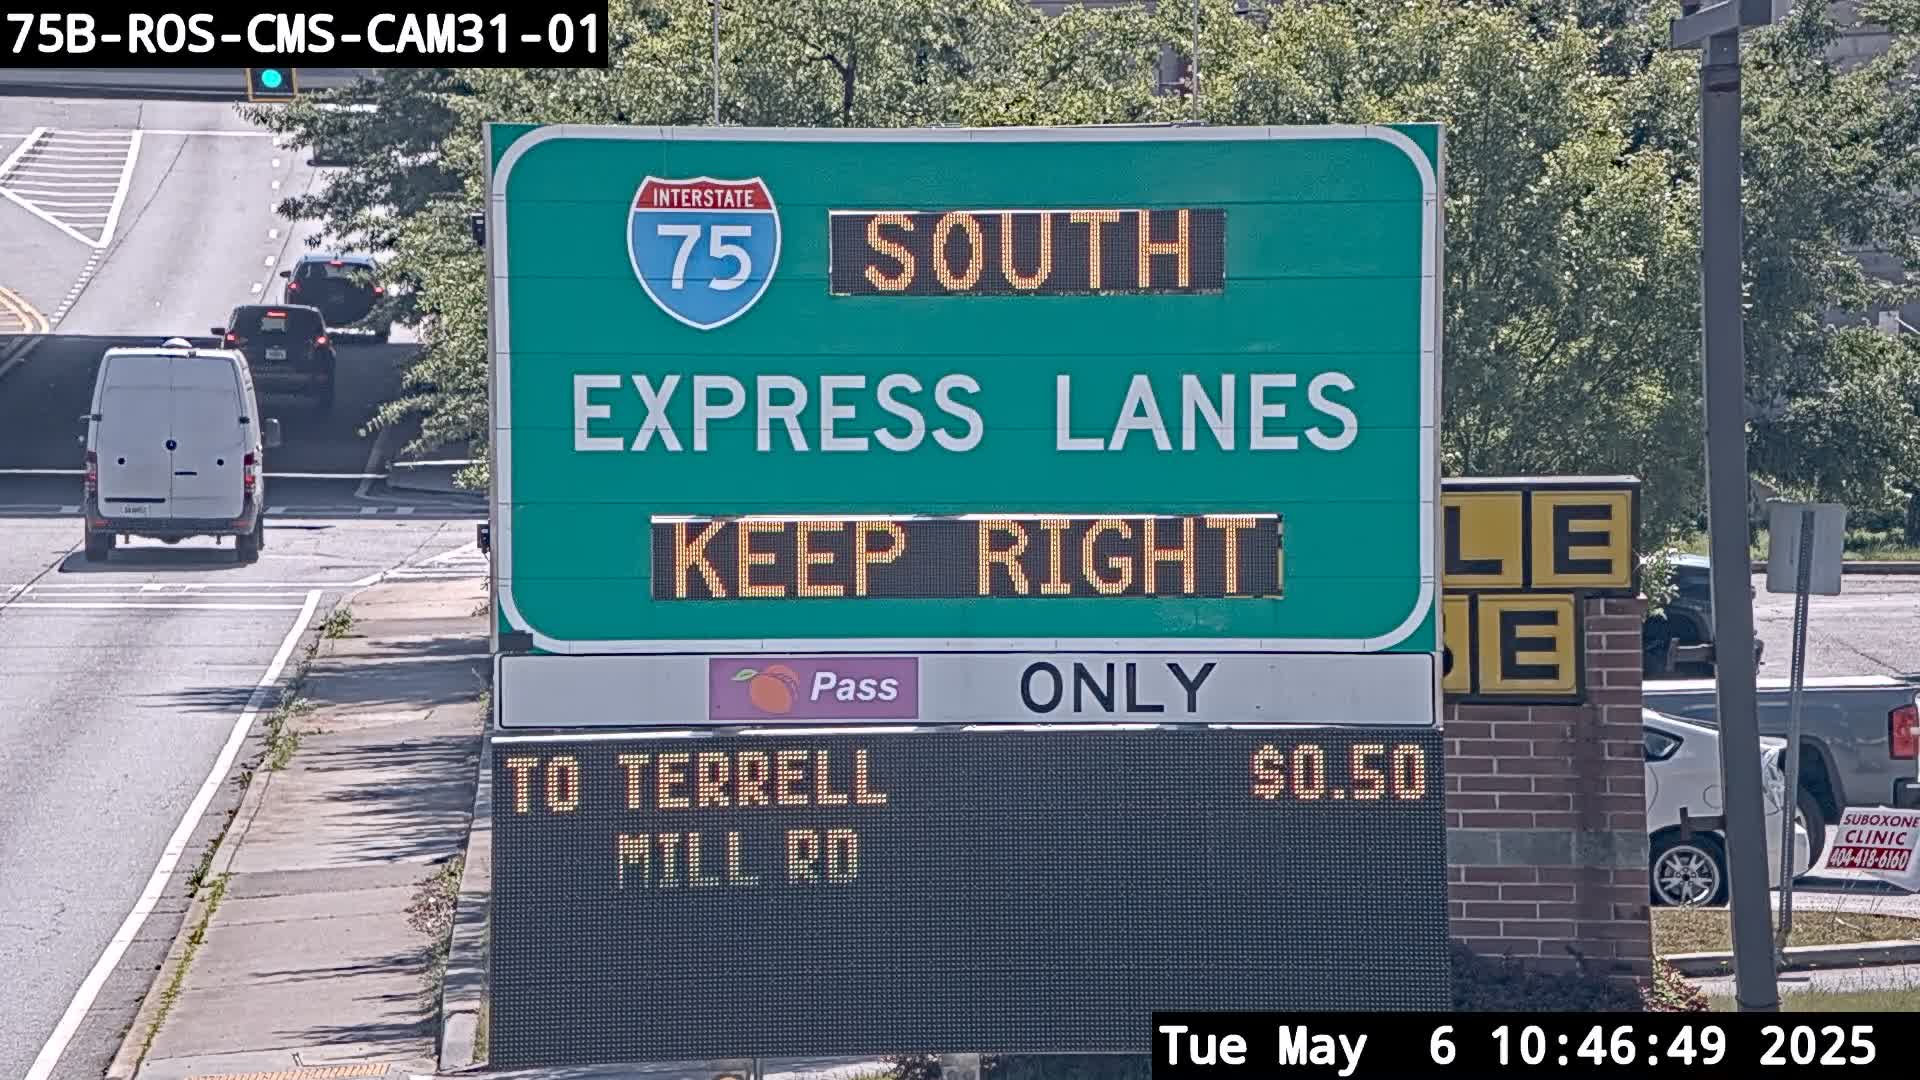 75B-ROS-CMS-CAM31-01
INTERSTATE
75
SOUTH
EXPRESS LANES
KEEP RIGHT
Pass
ONLY
TO TERRELL
$0.50
MILL RD
LE
E
SUBOXONE
CLINIC
404-418-6160
Tue May 6 10:46:49 2025